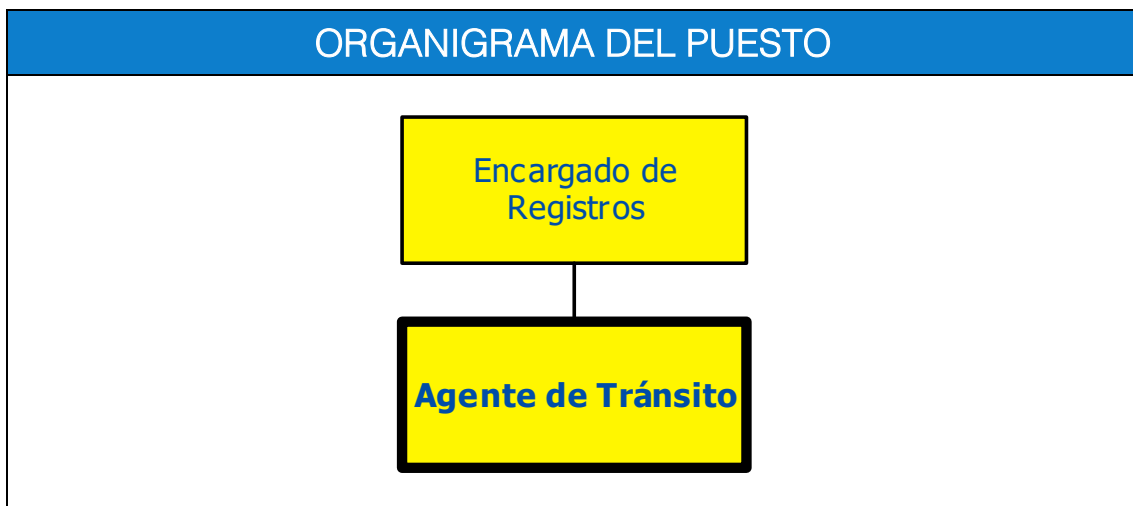 ORGANIGRAMA DEL PUESTO
Encargado de
Registros
Agente de Tránsito